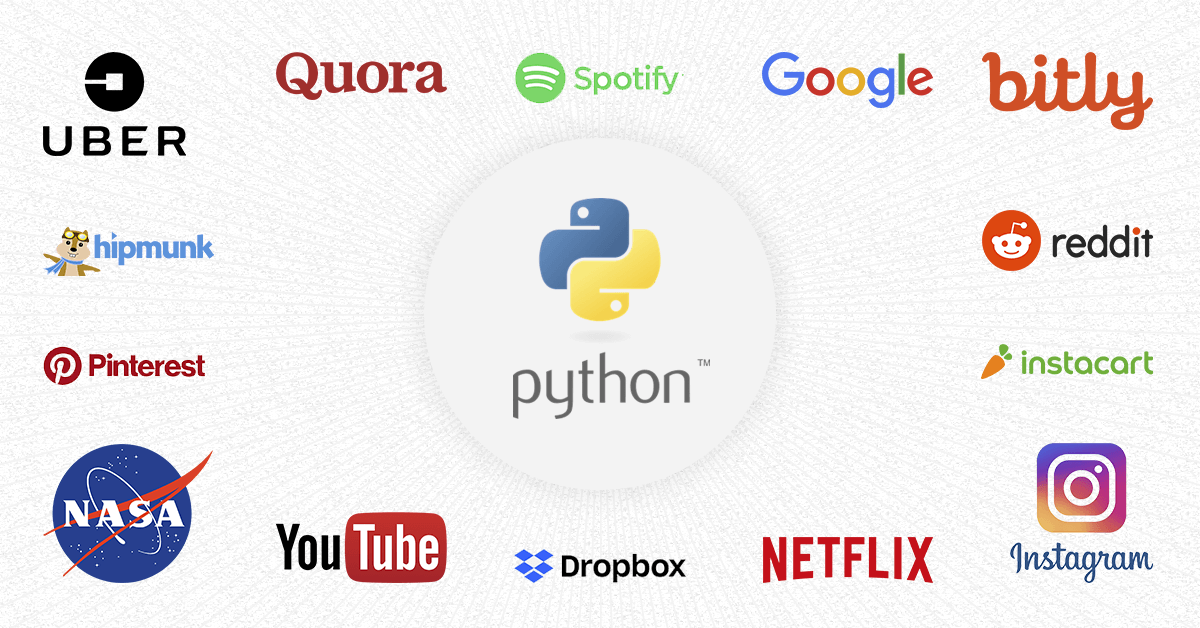 UBER
Quora
Spotify
Google
bitly
hipmunk
reddit
python™
Pinterest
instacart
NASA
YouTube
Dropbox
NETFLIX
Instagram